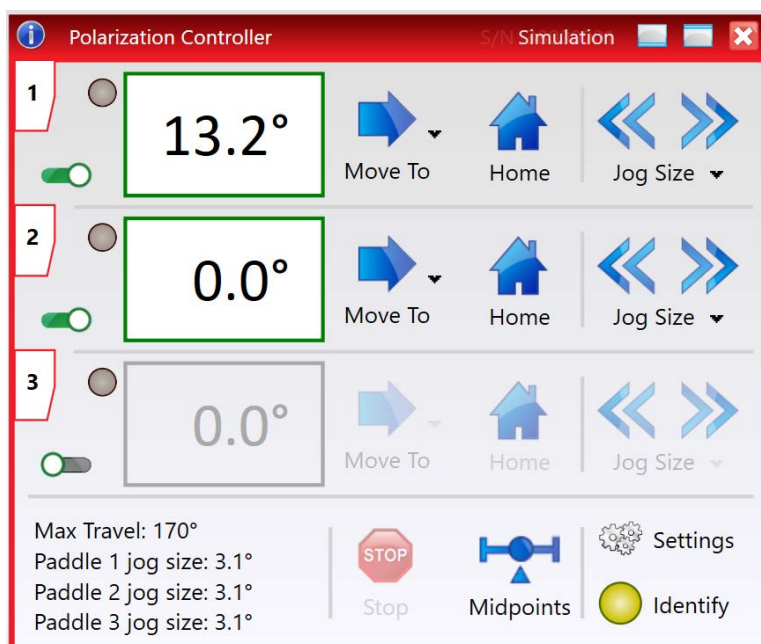 Polarization Controller
Simulation
1
13.2°
Move To
Home
Jog Size
2
0.0°
Move To
Home
Jog Size
3
0.0°
Move To
Home
Jog Size
Max Travel: 170°
Paddle 1 jog size: 3.1°
Paddle 2 jog size: 3.1°
Paddle 3 jog size: 3.1°
STOP
Stop
Midpoints
Settings
Identify